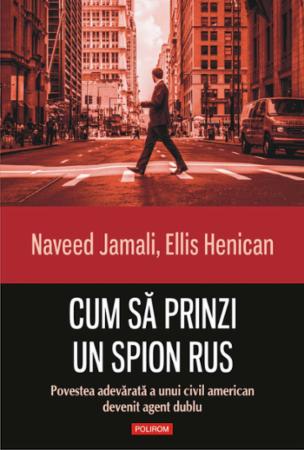 Naveed Jamali, Ellis Henican
CUM SĂ PRINZI
UN SPION RUS
Povestea adevărată a unui civil american
devenit agent dublu
POLIROM